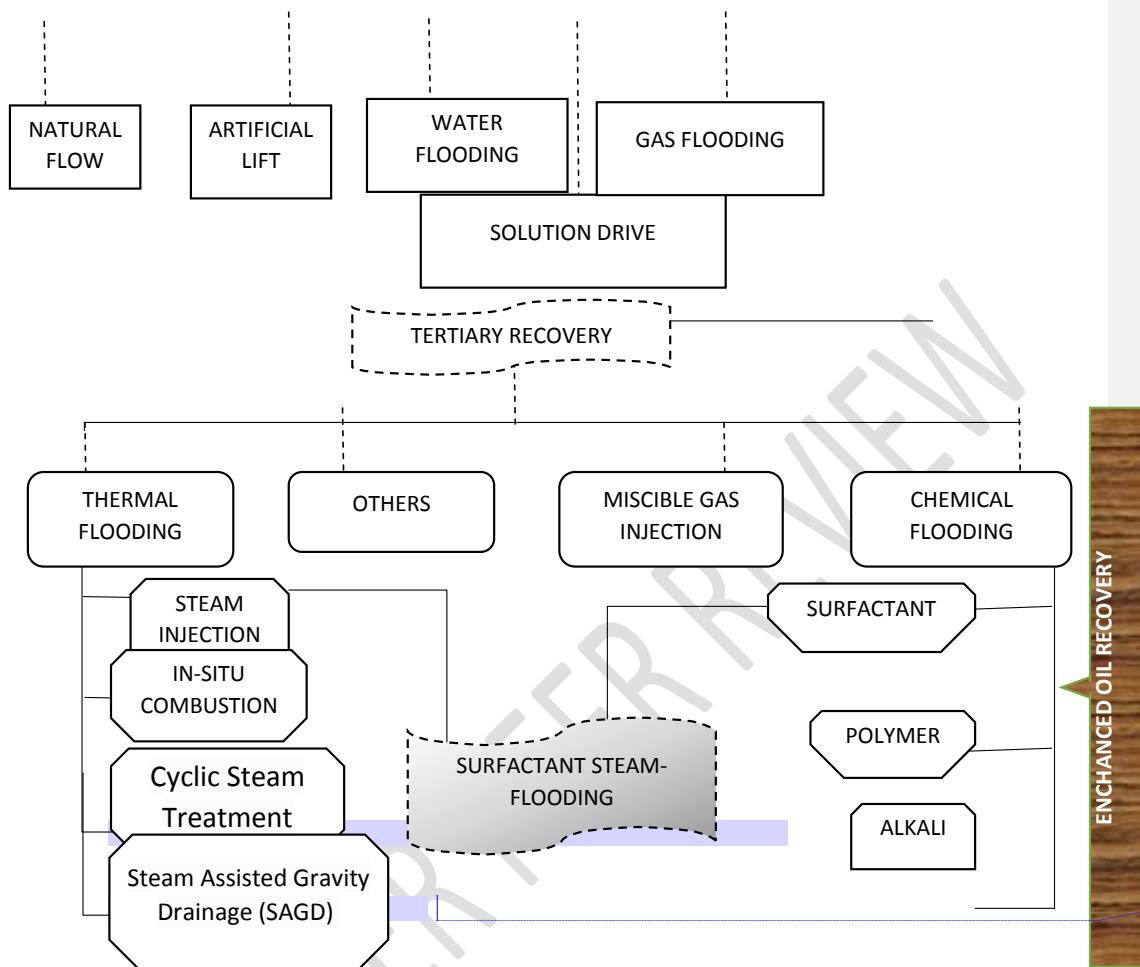 NATURAL
FLOW
ARTIFICIAL
LIFT
WATER
FLOODING
GAS FLOODING
SOLUTION DRIVE
TERTIARY RECOVERY
THERMAL
FLOODING
OTHERS
MISCIBLE GAS
INJECTION
CHEMICAL
FLOODING
STEAM
INJECTION
IN-SITU
COMBUSTION
Cyclic Steam
Treatment
Steam Assisted Gravity
Drainage (SAGD)
SURFACTANT STEAM-
FLOODING
SURFACTANT
POLYMER
ALKALI
ENCHANCED OIL RECOVERY
ER REVIEW